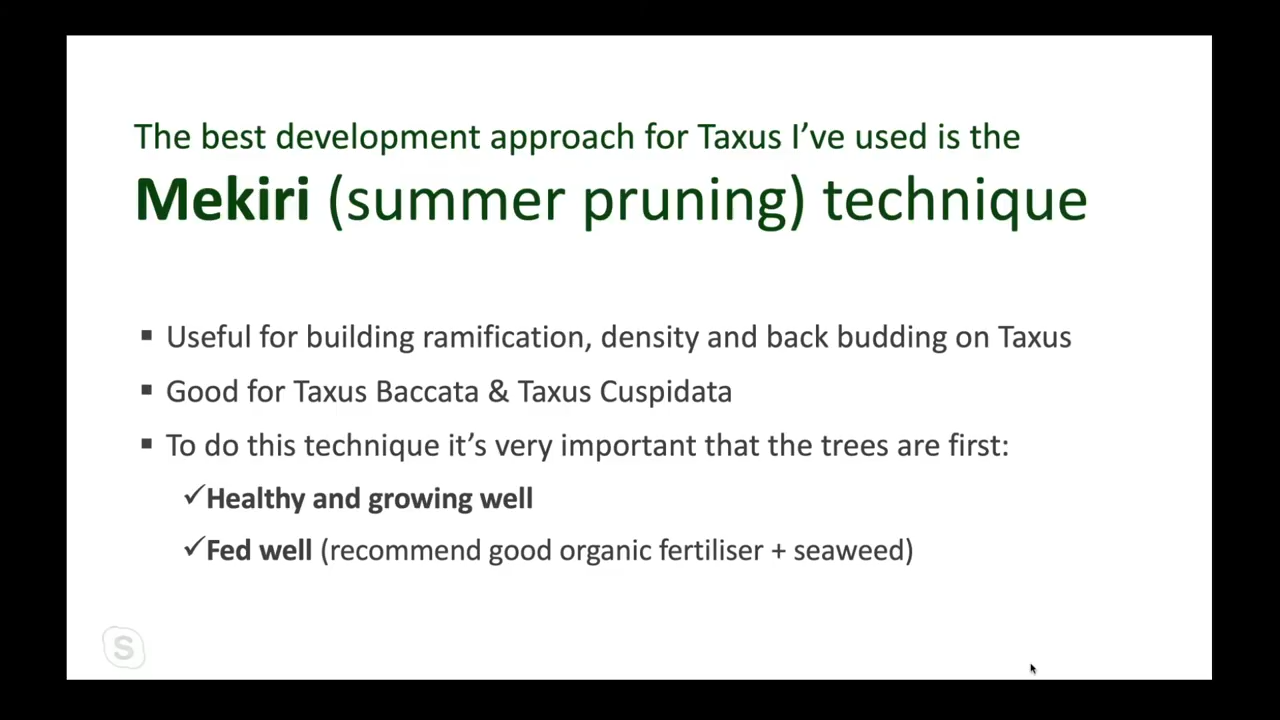 The best development approach for Taxus I’ve used is the
Mekiri (summer pruning) technique
▪ Useful for building ramification, density and back budding on Taxus
▪ Good for Taxus Baccata & Taxus Cuspidata
▪ To do this technique it’s very important that the trees are first:
✓Healthy and growing well
✓Fed well (recommend good organic fertiliser + seaweed)
S